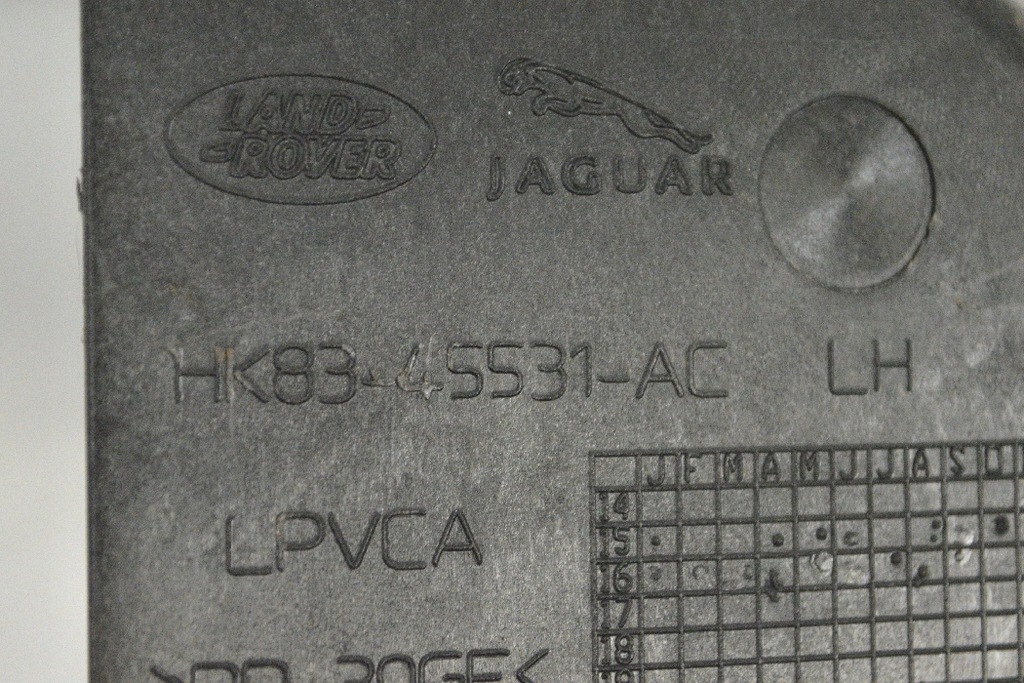 LAND-
-ROVER
JAGUAR
HK83-45531-AC LH
LPVCA
J F M A M J J A S O
14
15
16
17
18